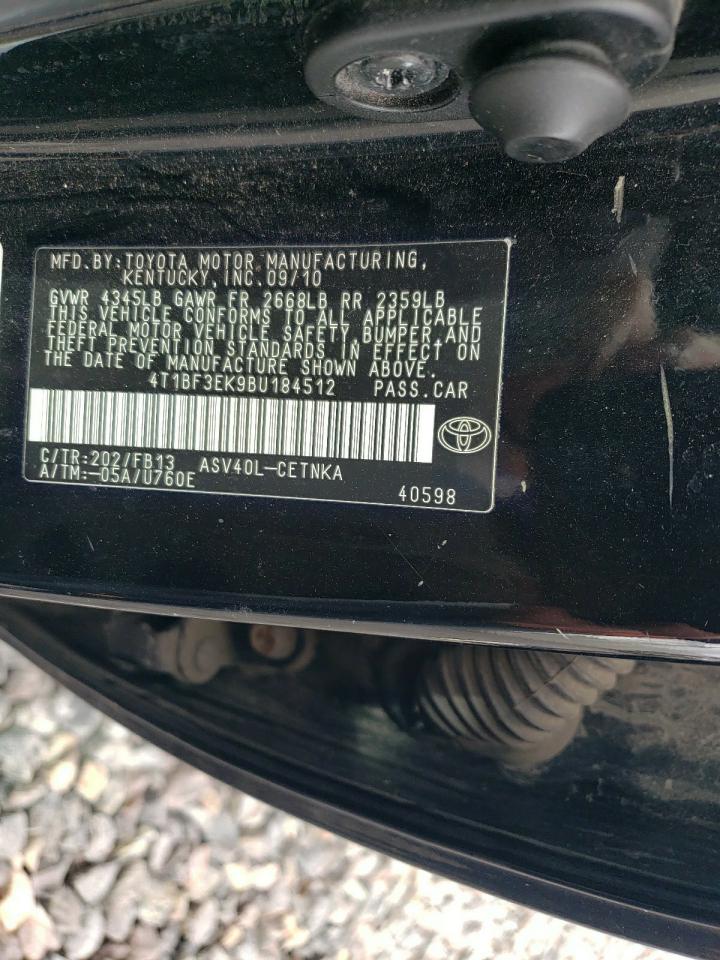 MFD.BY:TOYOTA MOTOR MANUFACTURING,
KENTUCKY,INC.09/10
GVWR 4345LB GAWR FR 2668LB RR 2359LB
THIS VEHICLE CONFORMS TO ALL APPLICABLE
FEDERAL MOTOR VEHICLE SAFETY,BUMPER,AND
THEFT PREVENTION STANDARDS IN EFFECT ON
THE DATE OF MANUFACTURE SHOWN ABOVE.
4T1BF3EK9BU184512 PASS.CAR
C/TR:202/FB13 ASV40L-CETNKA
A/TM:-05A/U760E
40598